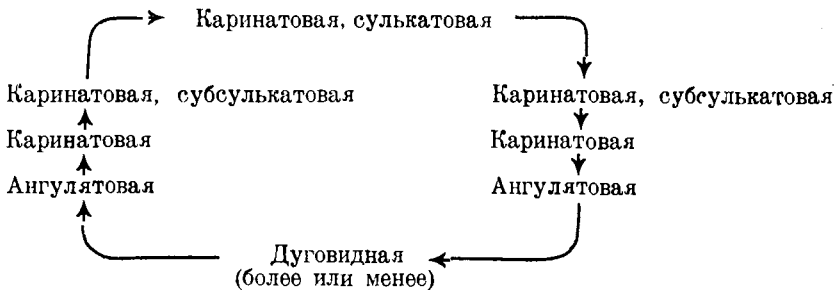 Каринатовая, сулькатовая
Каринатовая, субсулькатовая
Каринатовая, субсулькатовая
Каринатовая
Каринатовая
Ангулятовая
Ангулятовая
Дуговидная
(более или менее)